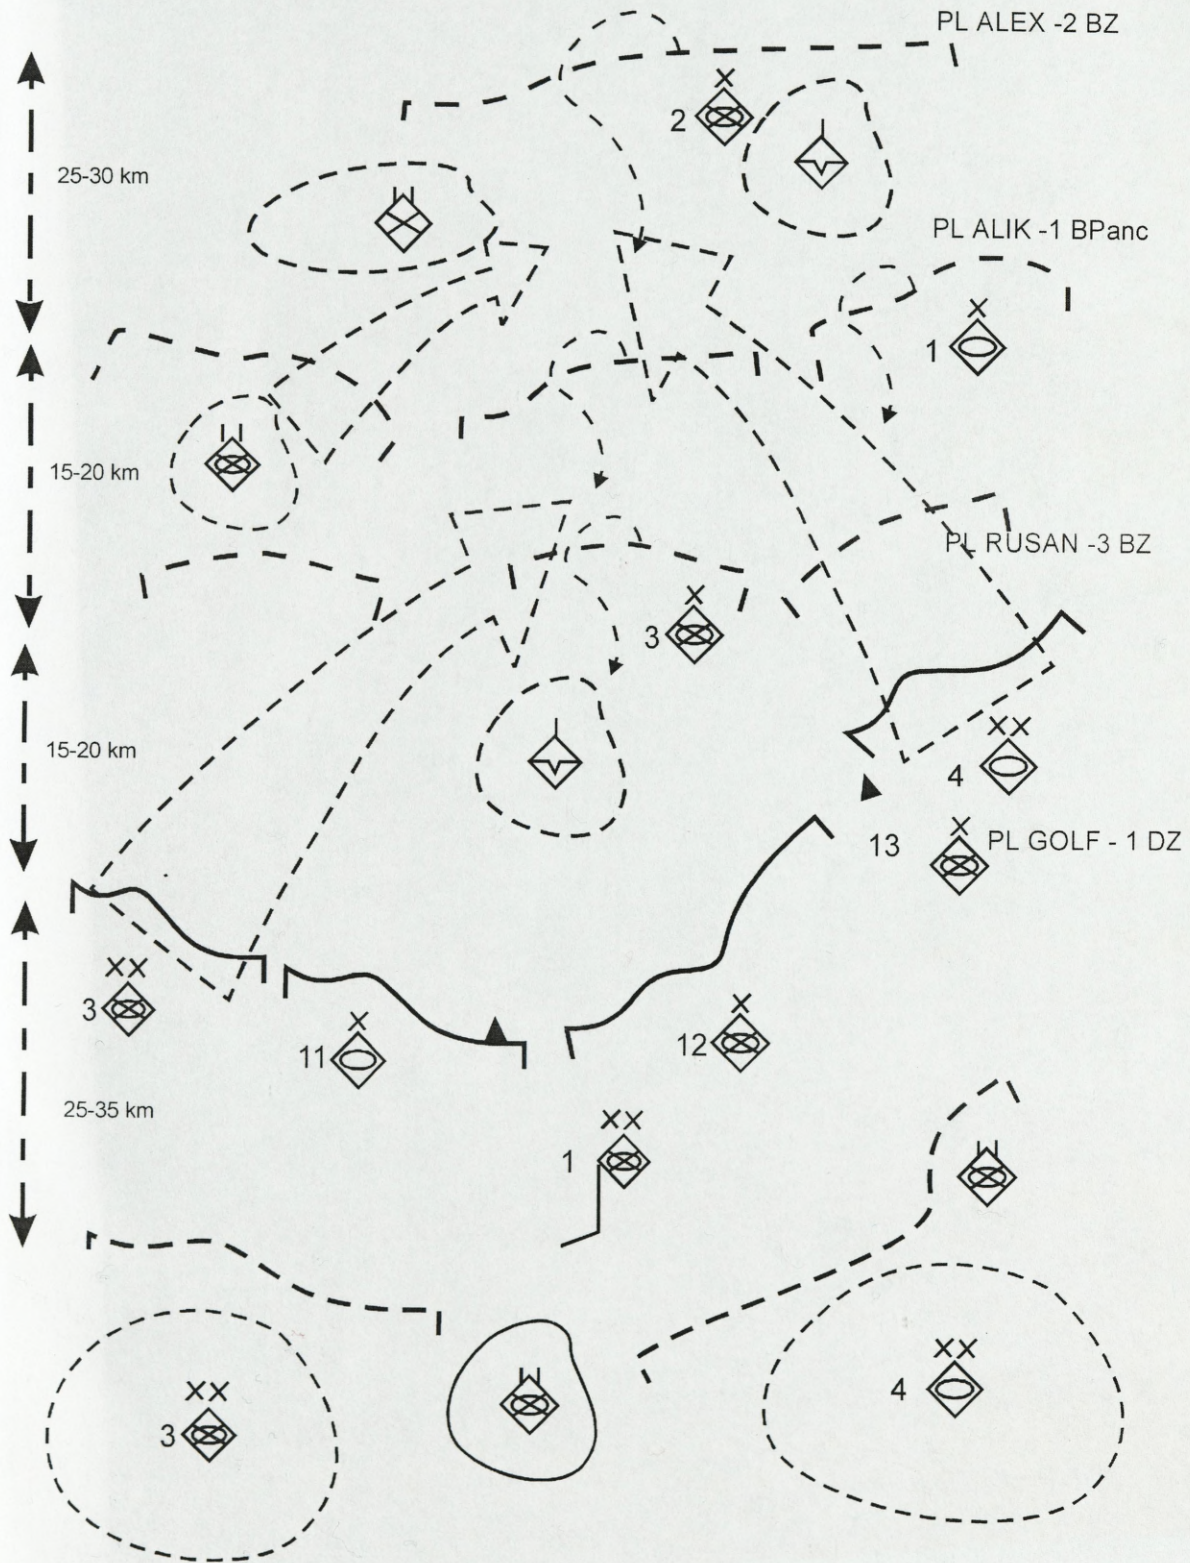 PL ALEX -2 BZ
2
25-30 km
PL ALIK -1 BPanc
1
15-20 km
PL RUSAN -3 BZ
3
15-20 km
4
13
PL GOLF - 1 DZ
3
11
12
25-35 km
1
4
3